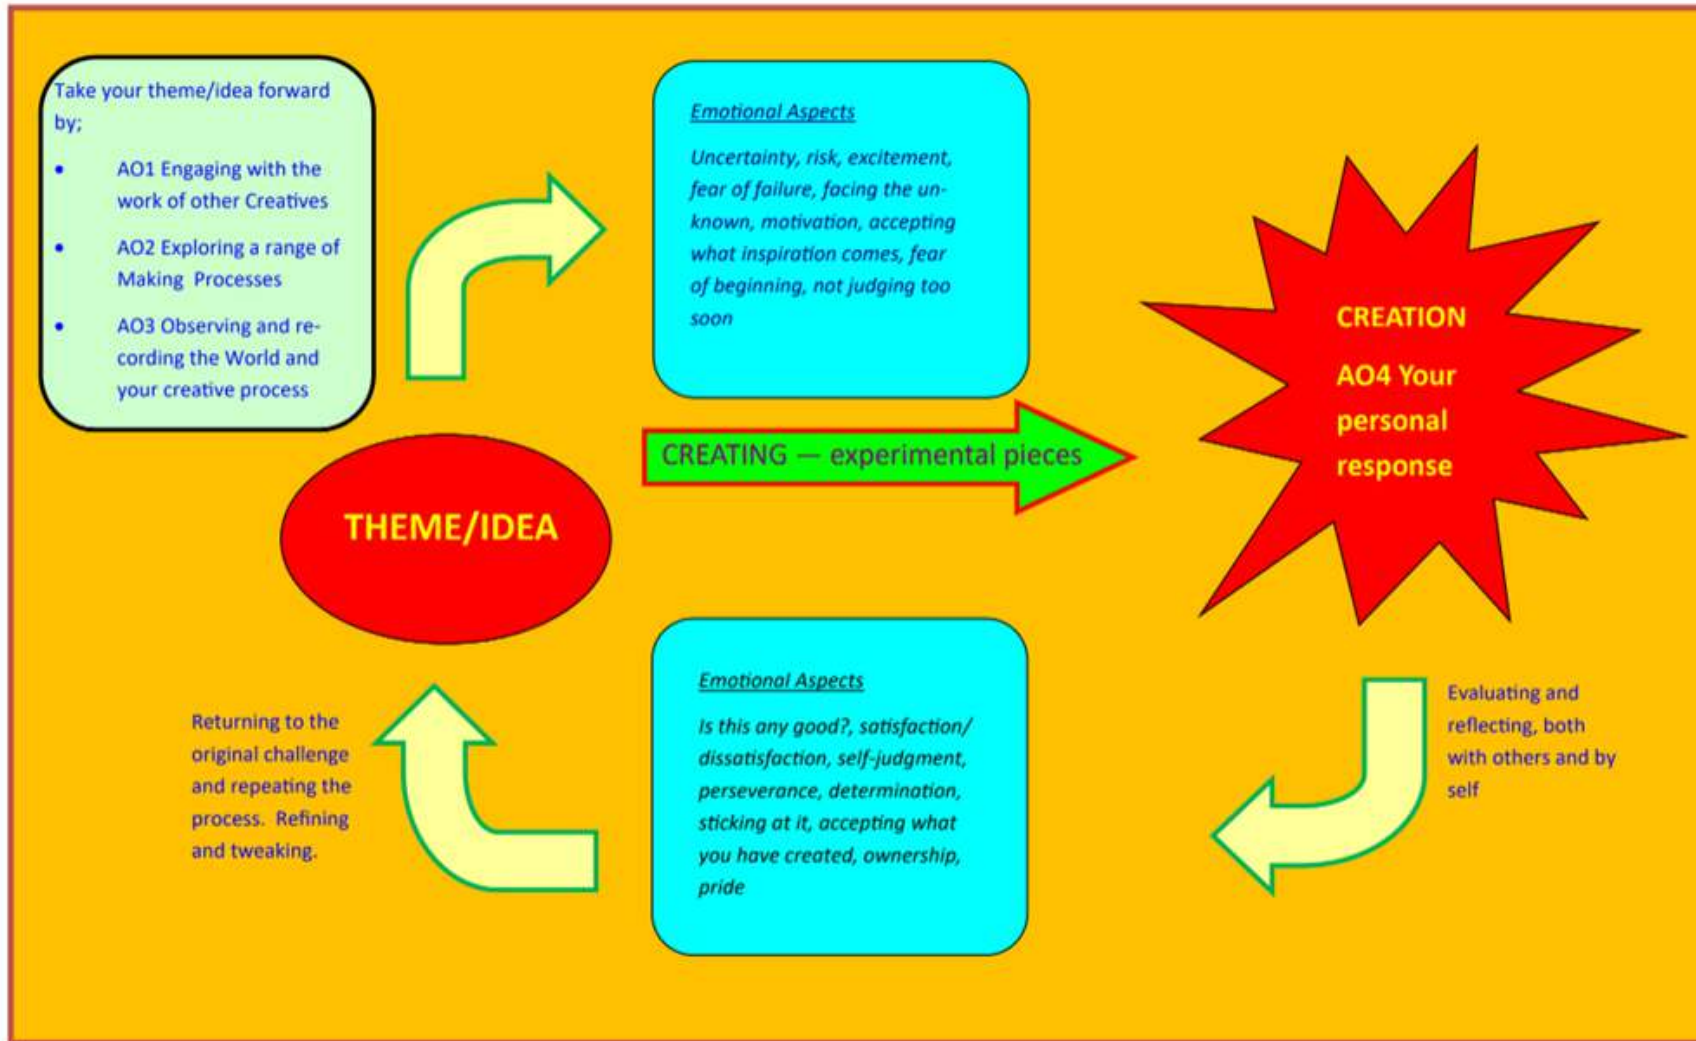 Take your theme/idea forward
by;
• AO1 Engaging with the
work of other Creatives
• AO2 Exploring a range of
Making Processes
• AO3 Observing and re-
cording the World and
your creative process
Emotional Aspects
Uncertainty, risk, excitement,
fear of failure, facing the un-
known, motivation, accepting
what inspiration comes, fear
of beginning, not judging too
soon
CREATION
AO4 Your
personal
response
CREATING — experimental pieces
THEME/IDEA
Emotional Aspects
Is this any good?, satisfaction/
dissatisfaction, self-judgment,
perseverance, determination,
sticking at it, accepting what
you have created, ownership,
pride
Evaluating and
reflecting, both
with others and by
self
Returning to the
original challenge
and repeating the
process. Refining
and tweaking.